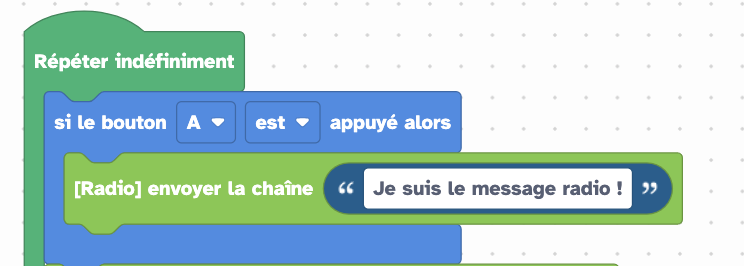 Répéter indéfiniment
si le bouton A est appuyé alors
[Radio] envoyer la chaîne “ Je suis le message radio ! ”